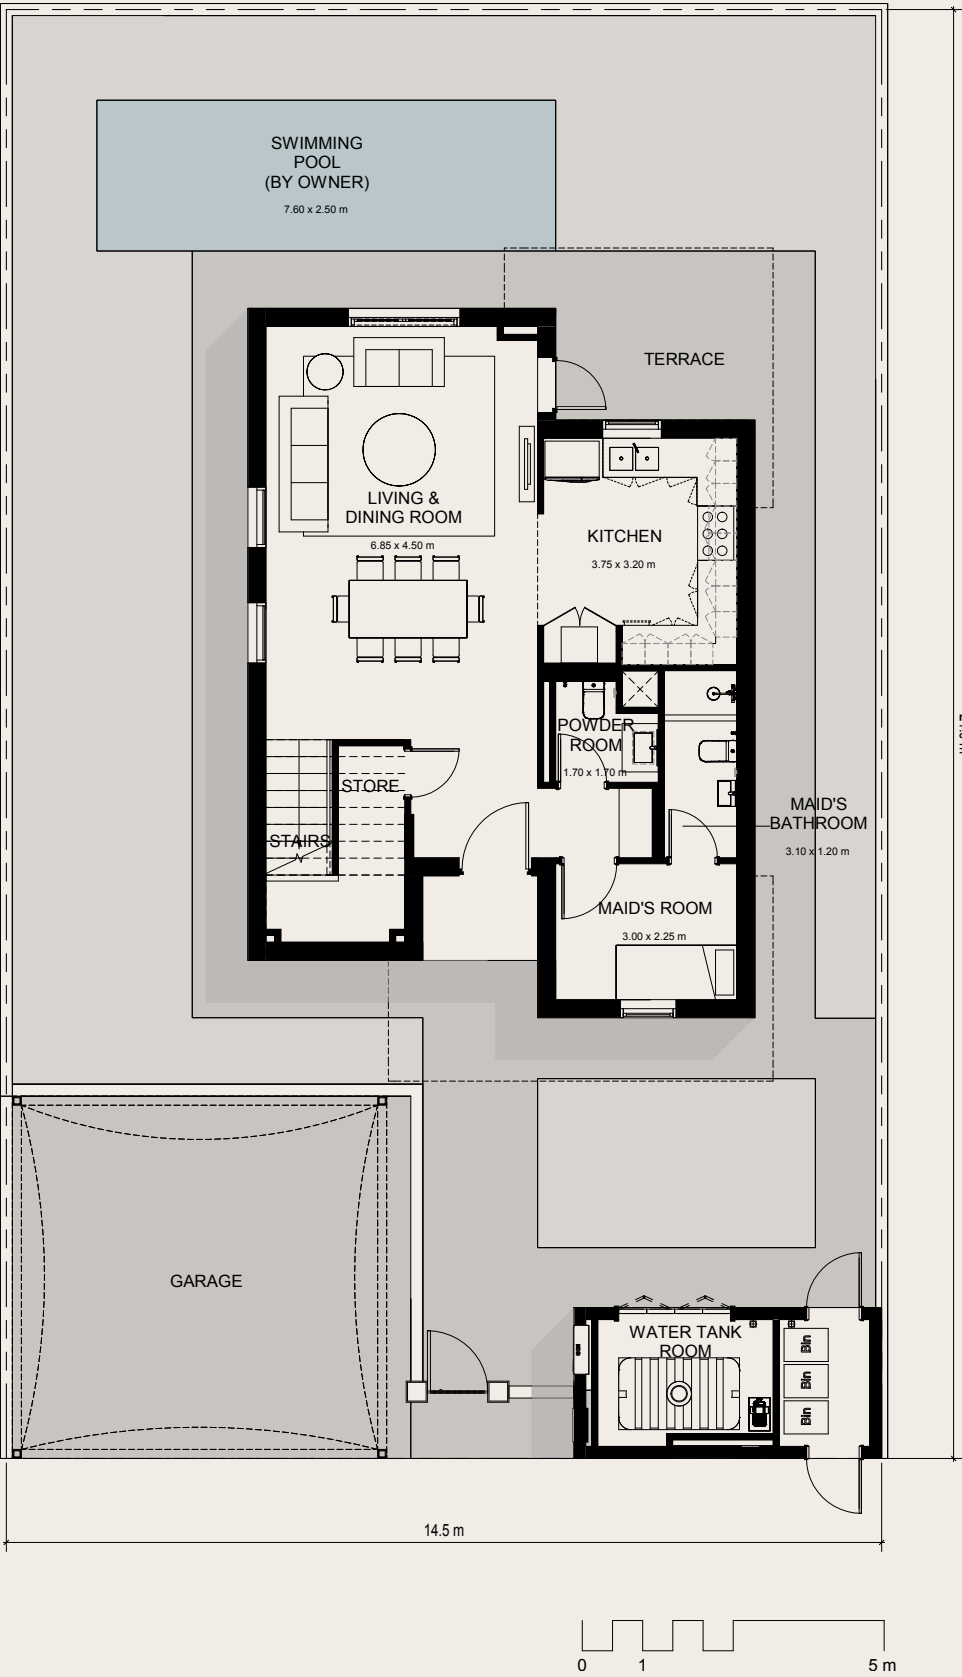 SWIMMING
POOL
(BY OWNER)
7.60 x 2.50 m
TERRACE
LIVING &
DINING ROOM
6.85 x 4.50 m
KITCHEN
3.75 x 3.20 m
POWDER
ROOM
1.70 x 1.70 m
STORE
STAIRS
MAID'S
BATHROOM
3.10 x 1.20 m
MAID'S ROOM
3.00 x 2.25 m
GARAGE
WATER TANK
ROOM
Bin
Bin
Bin
14.5 m
0 1 5 m